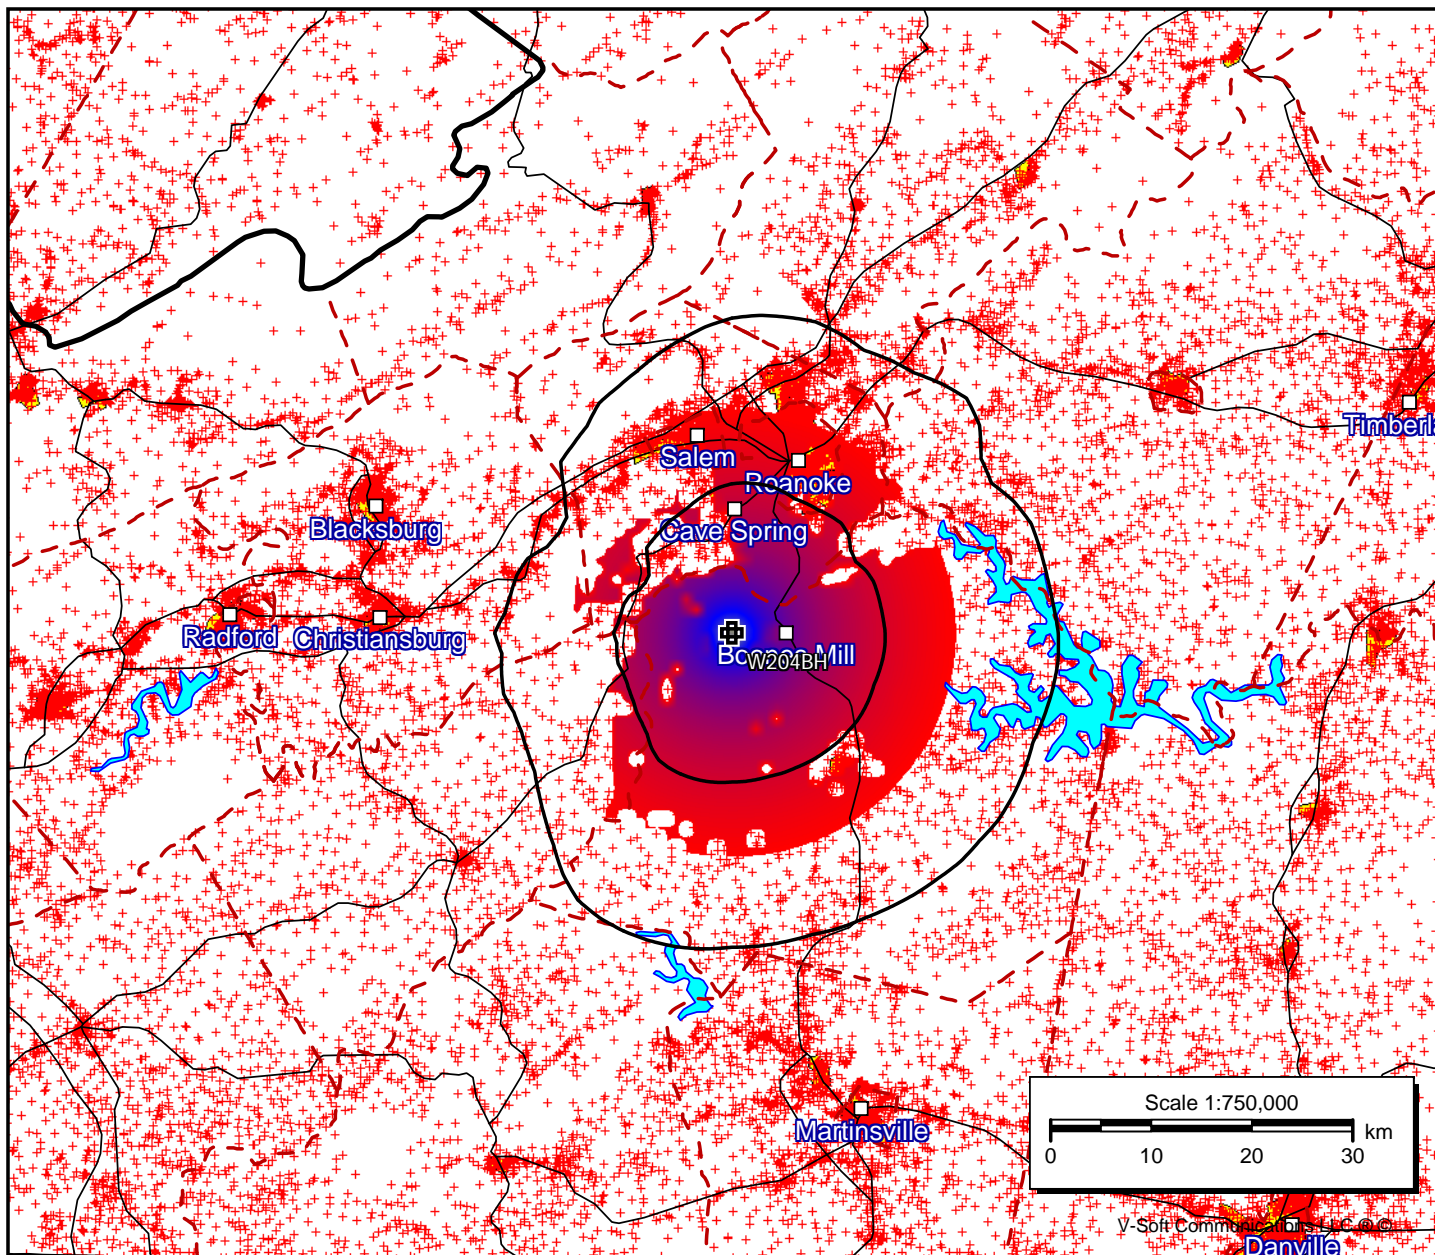 Timberl
Salem
Roanoke
Blacksburg
Cave Spring
Radford
Christiansburg
Boones Mill
W204BH
Scale 1:750,000
km
0 10 20 30
Martinsville
V-Soft Communications LLC ® ©
Danville